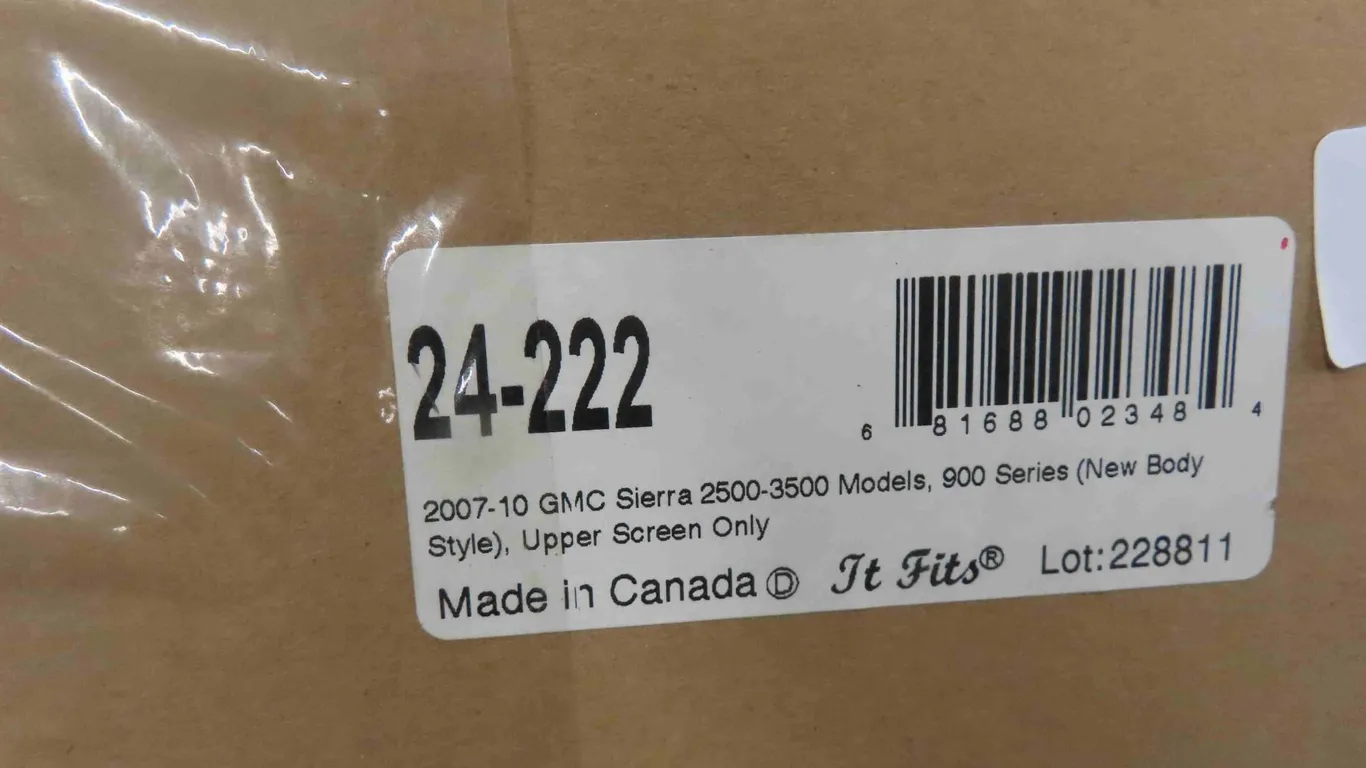 24-222
6 81688 02348 4
2007-10 GMC Sierra 2500-3500 Models, 900 Series (New Body
Style), Upper Screen Only
Made in Canada Ⓓ It Fits® Lot:228811